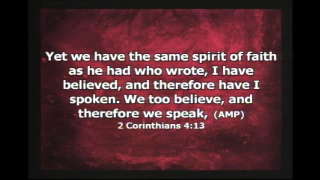 Yet we have the same spirit of faith
as he had who wrote, I have
believed, and therefore have I
spoken. We too believe, and
therefore we speak, (AMP)
2 Corinthians 4:13